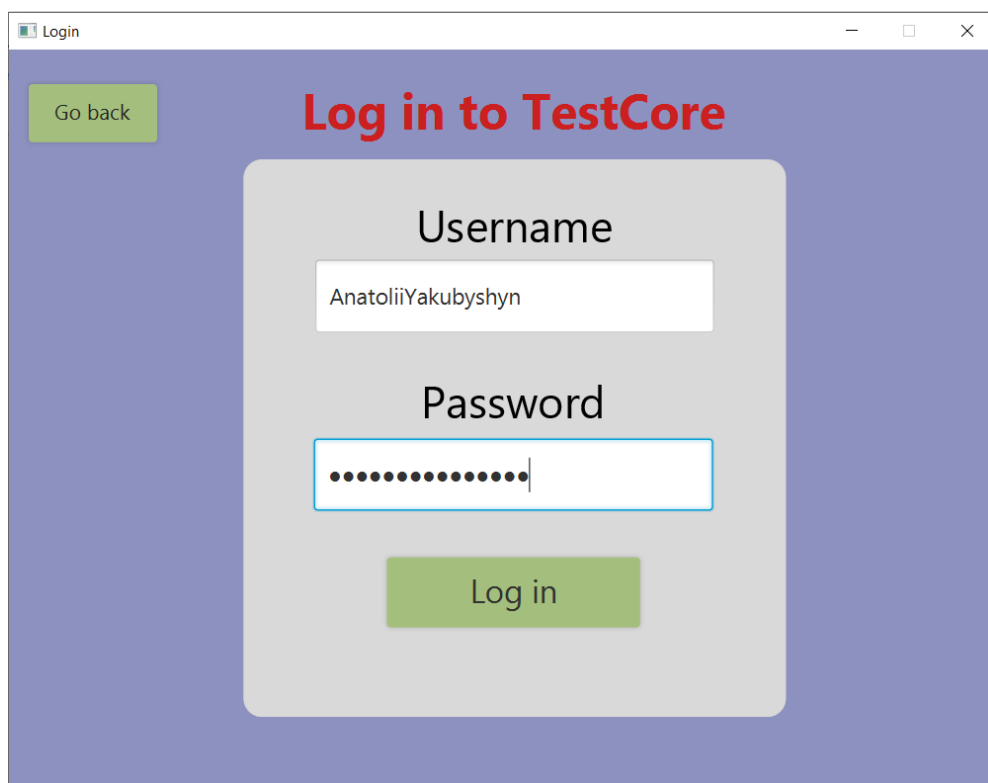 Login
Go back
Log in to TestCore
Username
AnatoliiYakubyshyn
Password
•••••••••••••••
Log in